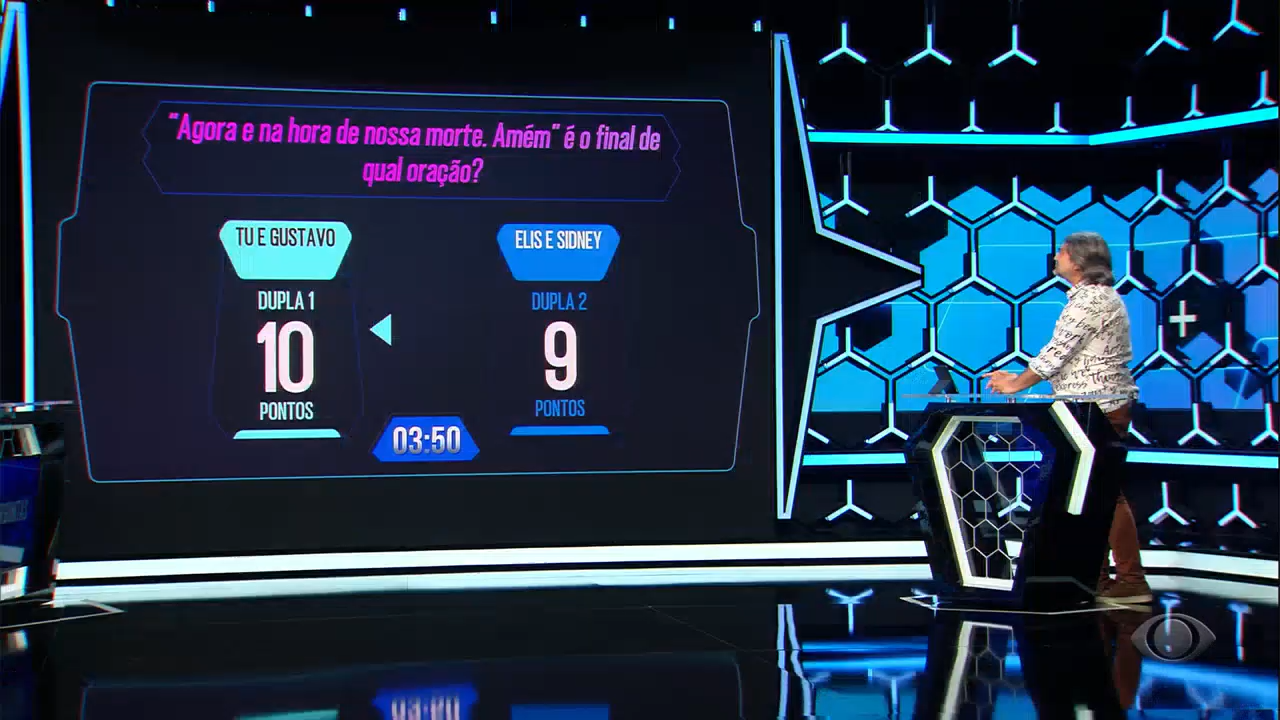 "Agora e na hora de nossa morte. Amém" é o final de
qual oração?
TU E GUSTAVO
ELIS E SIDNEY
DUPLA 1
DUPLA 2
10
9
PONTOS
PONTOS
03:50